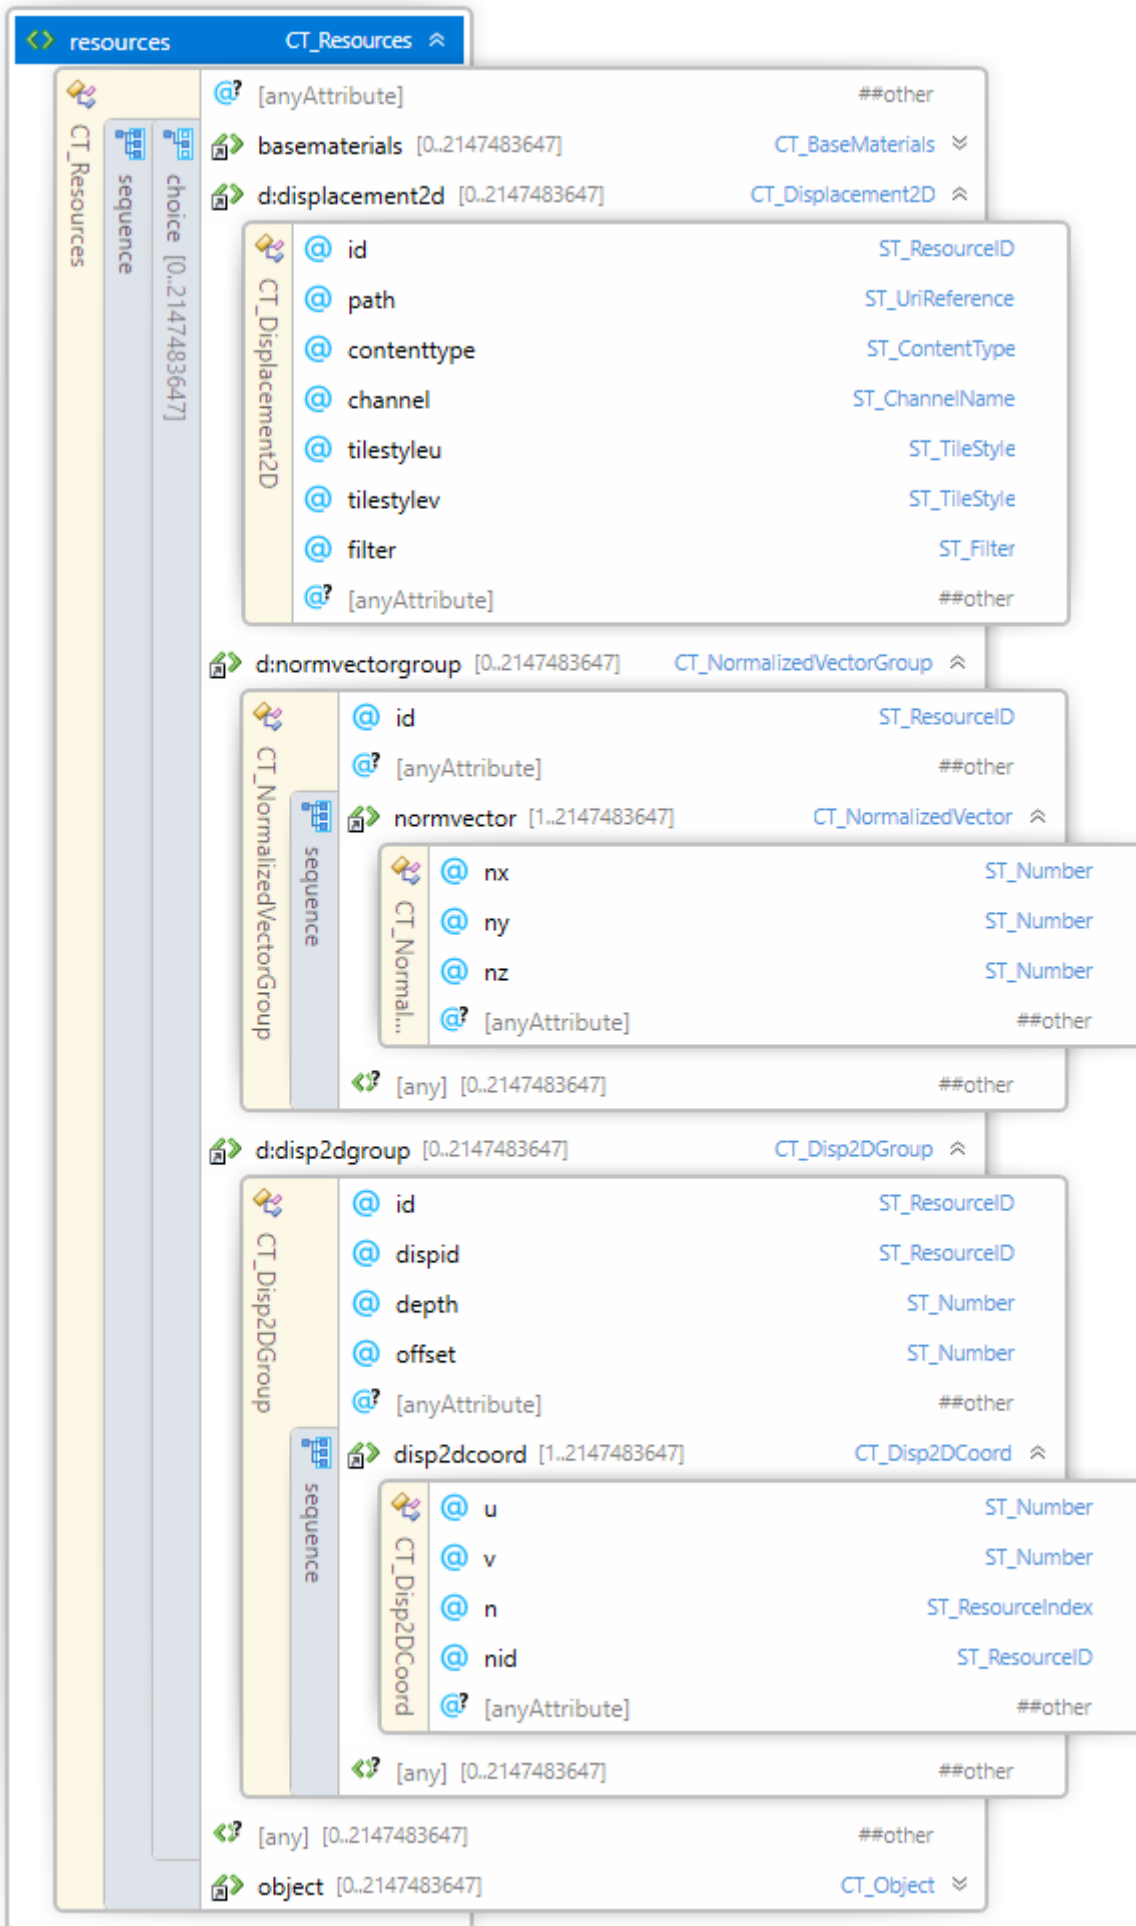 resources CT_Resources
CT_Resources
sequence
choice [0..2147483647]
[anyAttribute] ##other
basematerials [0..2147483647] CT_BaseMaterials
d:displacement2d [0..2147483647] CT_Displacement2D
CT_Displacement2D
id ST_ResourceID
path ST_UriReference
contenttype ST_ContentType
channel ST_ChannelName
tilestyleu ST_TileStyle
tilestylev ST_TileStyle
filter ST_Filter
[anyAttribute] ##other
d:normvectorgroup [0..2147483647] CT_NormalizedVectorGroup
CT_NormalizedVectorGroup
id ST_ResourceID
[anyAttribute] ##other
sequence
normvector [1..2147483647] CT_NormalizedVector
CT_Normal...
nx ST_Number
ny ST_Number
nz ST_Number
[anyAttribute] ##other
[any] [0..2147483647] ##other
d:disp2dgroup [0..2147483647] CT_Disp2DGroup
CT_Disp2DGroup
id ST_ResourceID
dispid ST_ResourceID
depth ST_Number
offset ST_Number
[anyAttribute] ##other
sequence
disp2dcoord [1..2147483647] CT_Disp2DCoord
CT_Disp2DCoord
u ST_Number
v ST_Number
n ST_ResourceIndex
nid ST_ResourceID
[anyAttribute] ##other
[any] [0..2147483647] ##other
[any] [0..2147483647] ##other
object [0..2147483647] CT_Object